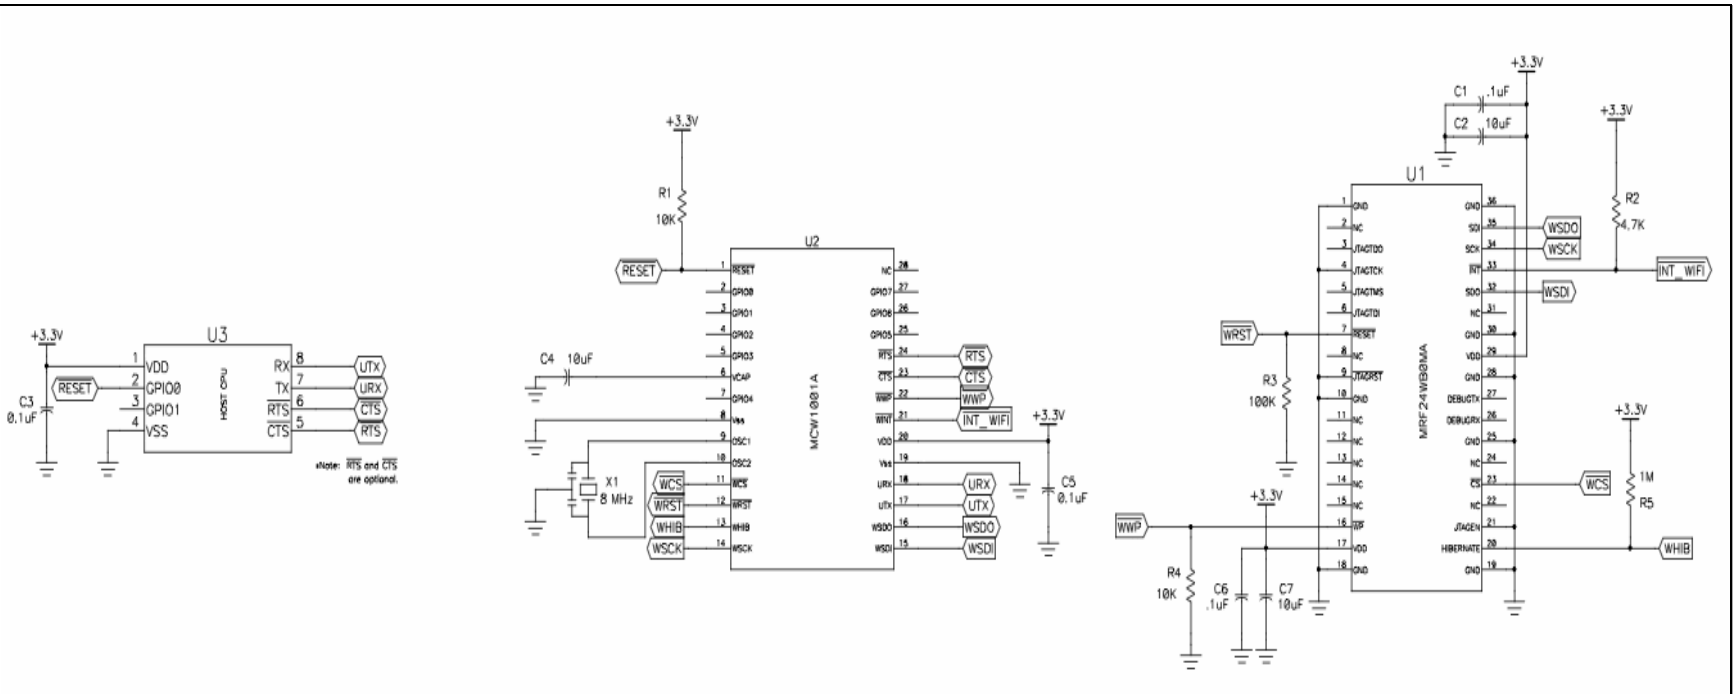 +3.3V
U3
1 VDD
2 GPIO0
3 GPIO1
4 VSS
HOST CPU
RX 8
TX 7
RTS 6
CTS 5
RESET
UTX
URX
CTS
RTS
C3
0.1uF
*Note: RTS and CTS
are optional.
+3.3V
R1
10K
RESET
U2
MCW1001A
1 RESET
2 GPIO0
3 GPIO1
4 GPIO2
5 GPIO3
6 VCAP
7 GPIO4
8 Vss
9 OSC1
10 OSC2
11 WCS
12 WRST
13 WHIB
14 WSCK
NC 28
GPIO7 27
GPIO6 26
GPIO5 25
RTS 24
CTS 23
WWP 22
WINT 21
VDD 20
Vss 19
URX 18
UTX 17
WSDO 16
WSDI 15
C4 10uF
X1
8 MHz
WCS
WRST
WHIB
WSCK
RTS
CTS
WWP
INT_WIFI
+3.3V
URX
UTX
WSDO
WSDI
C5
0.1uF
+3.3V
C1 .1uF
C2 10uF
+3.3V
R2
4.7K
U1
MRF24WB0MA
1 GND
2 NC
3 JTAGTDO
4 JTAGTCK
5 JTAGTMS
6 JTAGTDI
7 RESET
8 NC
9 JTAGRST
10 GND
11 NC
12 NC
13 NC
14 NC
15 NC
16 WP
17 VDD
18 GND
GND 36
SDI 35
SCK 34
INT 33
SDO 32
NC 31
GND 30
VDD 29
GND 28
DEBUGTX 27
DEBUGRX 26
GND 25
NC 24
CS 23
NC 22
JTAGEN 21
HIBERNATE 20
GND 19
WSDO
WSCK
INT_WIFI
WSDI
WRST
R3
100K
+3.3V
WWP
R4
10K
C6
.1uF
C7
10uF
WCS
+3.3V
1M
R5
WHIB